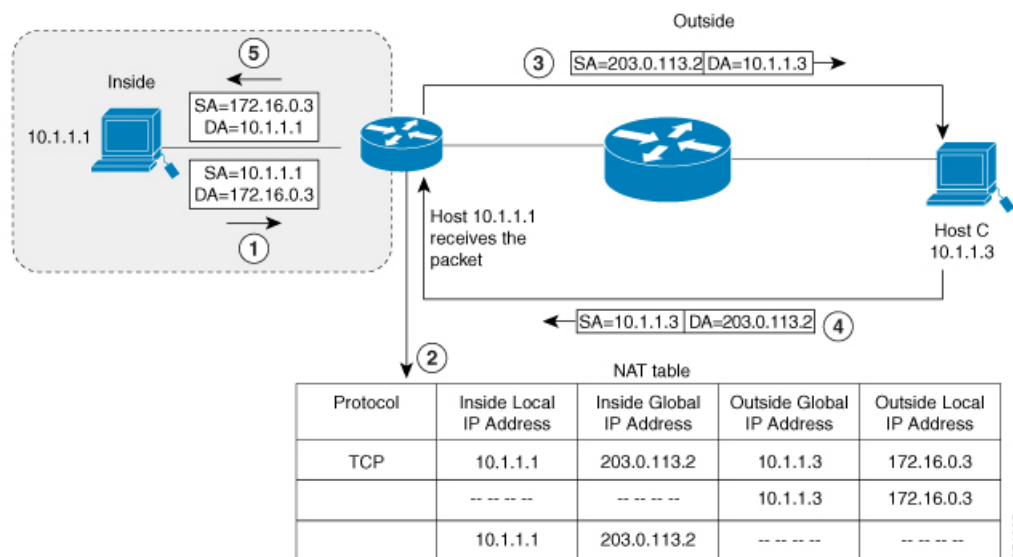 Outside
Inside
5
SA=172.16.0.3
DA=10.1.1.1
10.1.1.1
SA=10.1.1.1
DA=172.16.0.3
1
3
SA=203.0.113.2 DA=10.1.1.3
Host 10.1.1.1
receives the
packet
Host C
10.1.1.3
SA=10.1.1.3 DA=203.0.113.2
4
2
NAT table
Protocol Inside Local IP Address Inside Global IP Address Outside Global IP Address Outside Local IP Address
TCP 10.1.1.1 203.0.113.2 10.1.1.3 172.16.0.3
-- -- -- -- -- -- -- -- 10.1.1.3 172.16.0.3
10.1.1.1 203.0.113.2 -- -- -- -- -- -- -- --